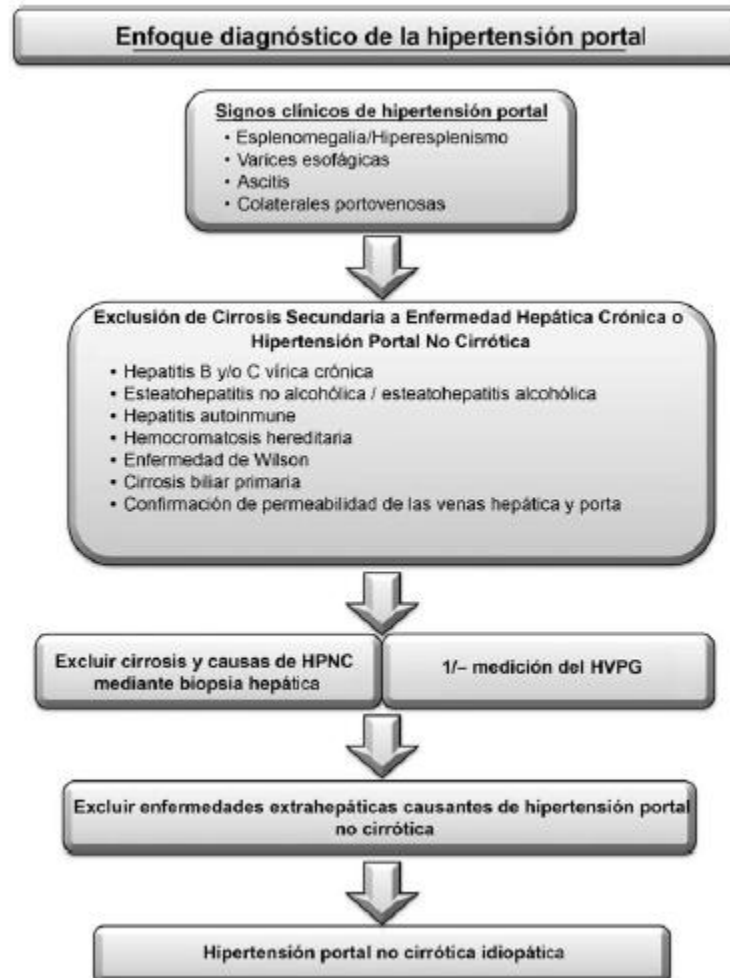 Enfoque diagnóstico de la hipertensión portal
Signos clínicos de hipertensión portal
• Esplenomegalia/Hiperesplenismo
• Varices esofágicas
• Ascitis
• Colaterales portovenosas
Exclusión de Cirrosis Secundaria a Enfermedad Hepática Crónica o
Hipertensión Portal No Cirrótica
• Hepatitis B y/o C vírica crónica
• Esteatohepatitis no alcohólica / esteatohepatitis alcohólica
• Hepatitis autoinmune
• Hemocromatosis hereditaria
• Enfermedad de Wilson
• Cirrosis biliar primaria
• Confirmación de permeabilidad de las venas hepática y porta
Excluir cirrosis y causas de HPNC
mediante biopsia hepática
1/– medición del HVPG
Excluir enfermedades extrahepáticas causantes de hipertensión portal
no cirrótica
Hipertensión portal no cirrótica idiopática